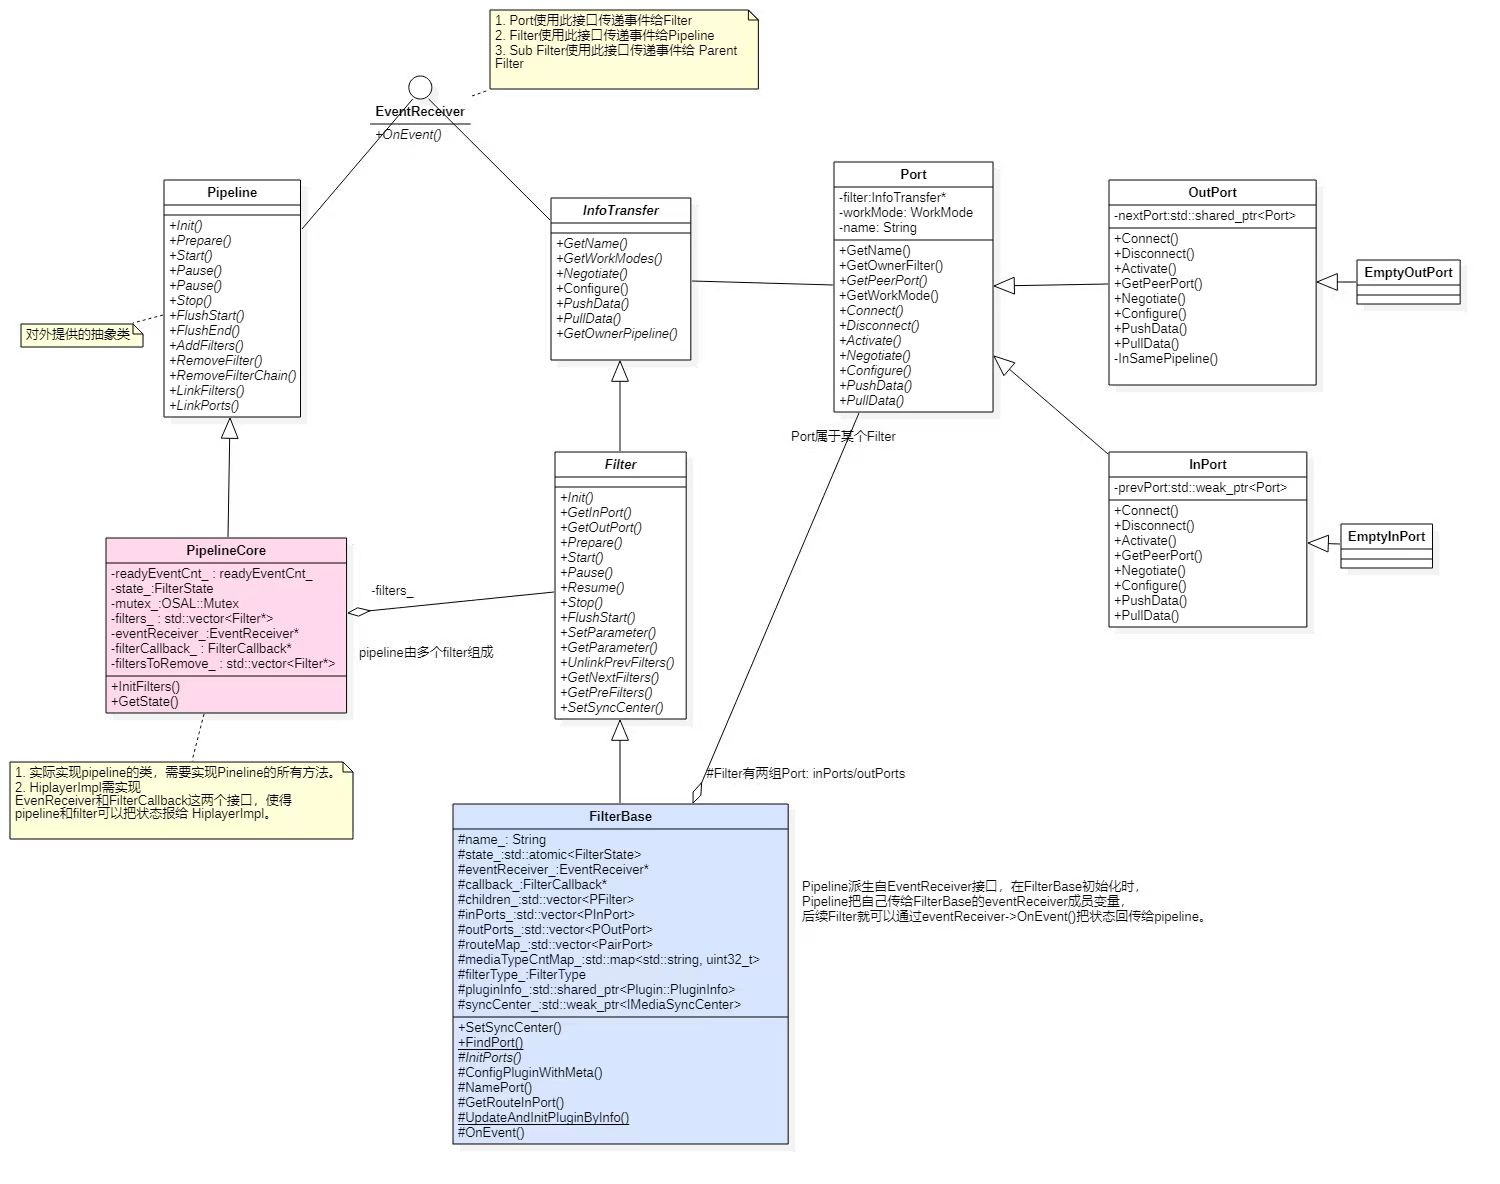 1. Port使用此接口传递事件给Filter
2. Filter使用此接口传递事件给Pipeline
3. Sub Filter使用此接口传递事件给 Parent
Filter
EventReceiver
+OnEvent()
Pipeline
+Init()
+Prepare()
+Start()
+Pause()
+Pause()
+Stop()
+FlushStart()
+FlushEnd()
+AddFilters()
+RemoveFilter()
+RemoveFilterChain()
+LinkFilters()
+LinkPorts()
对外提供的抽象类
InfoTransfer
+GetName()
+GetWorkModes()
+Negotiate()
+Configure()
+PushData()
+PullData()
+GetOwnerPipeline()
Port
-filter:InfoTransfer*
-workMode: WorkMode
-name: String
+GetName()
+GetOwnerFilter()
+GetPeerPort()
+GetWorkMode()
+Connect()
+Disconnect()
+Activate()
+Negotiate()
+Configure()
+PushData()
+PullData()
OutPort
-nextPort:std::shared_ptr<Port>
+Connect()
+Disconnect()
+Activate()
+GetPeerPort()
+Negotiate()
+Configure()
+PushData()
+PullData()
-InSamePipeline()
EmptyOutPort
Port属于某个Filter
InPort
-prevPort:std::weak_ptr<Port>
+Connect()
+Disconnect()
+Activate()
+GetPeerPort()
+Negotiate()
+Configure()
+PushData()
+PullData()
EmptyInPort
Filter
+Init()
+GetInPort()
+GetOutPort()
+Prepare()
+Start()
+Pause()
+Resume()
+Stop()
+FlushStart()
+SetParameter()
+GetParameter()
+UnlinkPrevFilters()
+GetNextFilters()
+GetPreFilters()
+SetSyncCenter()
PipelineCore
-readyEventCnt_ : readyEventCnt_
-state_:FilterState
-mutex_:OSAL::Mutex
-filters_ : std::vector<Filter*>
-eventReceiver_:EventReceiver*
-filterCallback_ : FilterCallback*
-filtersToRemove_ : std::vector<Filter*>
+InitFilters()
+GetState()
-filters_
pipeline由多个filter组成
1. 实际实现pipeline的类，需要实现Pineline的所有方法。
2. HiplayerImpl需实现
EvenReceiver和FilterCallback这两个接口，使得
pipeline和filter可以把状态报给 HiplayerImpl。
#Filter有两组Port: inPorts/outPorts
FilterBase
#name_: String
#state_:std::atomic<FilterState>
#eventReceiver_:EventReceiver*
#callback_:FilterCallback*
#children_:std::vector<PFilter>
#inPorts_:std::vector<PInPort>
#outPorts_:std::vector<POutPort>
#routeMap_:std::vector<PairPort>
#mediaTypeCntMap_:std::map<std::string, uint32_t>
#filterType_:FilterType
#pluginInfo_:std::shared_ptr<Plugin::PluginInfo>
#syncCenter_:std::weak_ptr<IMediaSyncCenter>
+SetSyncCenter()
+FindPort()
#InitPorts()
#ConfigPluginWithMeta()
#NamePort()
#GetRouteInPort()
#UpdateAndInitPluginByInfo()
#OnEvent()
Pipeline派生自EventReceiver接口，在FilterBase初始化时，
Pipeline把自己传给FilterBase的eventReceiver成员变量，
后续Filter就可以通过eventReceiver->OnEvent()把状态回传给pipeline。